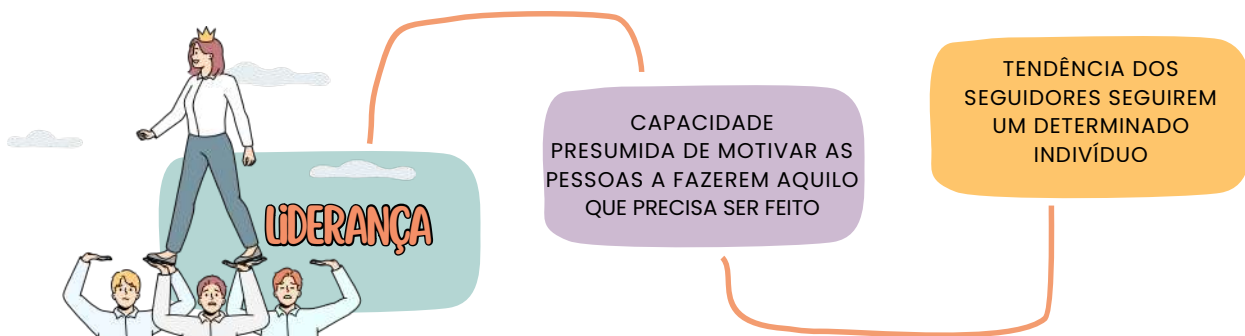 LIDERANÇA
CAPACIDADE
PRESUMIDA DE MOTIVAR AS
PESSOAS A FAZEREM AQUILO
QUE PRECISA SER FEITO
TENDÊNCIA DOS
SEGUIDORES SEGUIREM
UM DETERMINADO
INDIVÍDUO